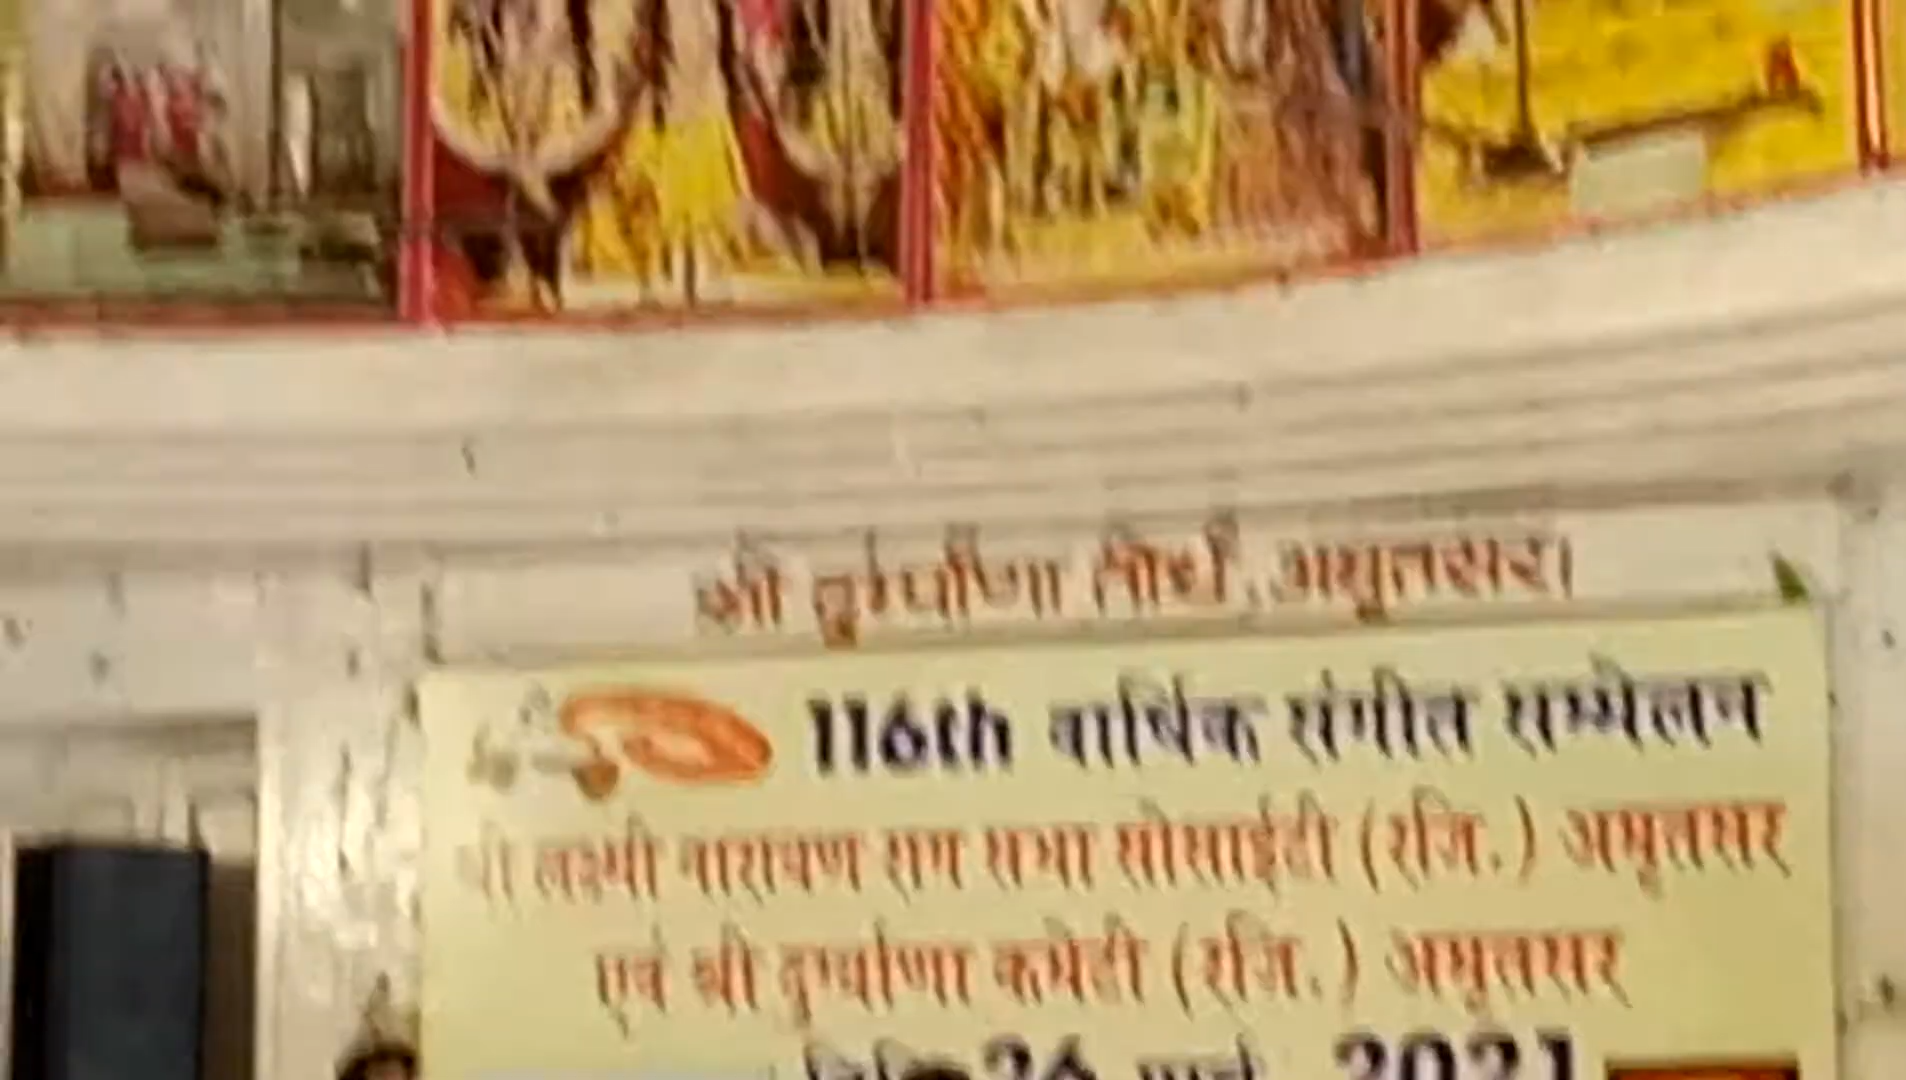 श्री दुर्ग्याणा तीर्थ, अमृतसर।
116th वार्षिक संगीत सम्मेलन
श्री लक्ष्मी नारायण राग सभा सोसाईटी (रजि.) अमृतसर
एवं श्री दुर्ग्याणा कमेटी (रजि.) अमृतसर
26 मार्च 2021